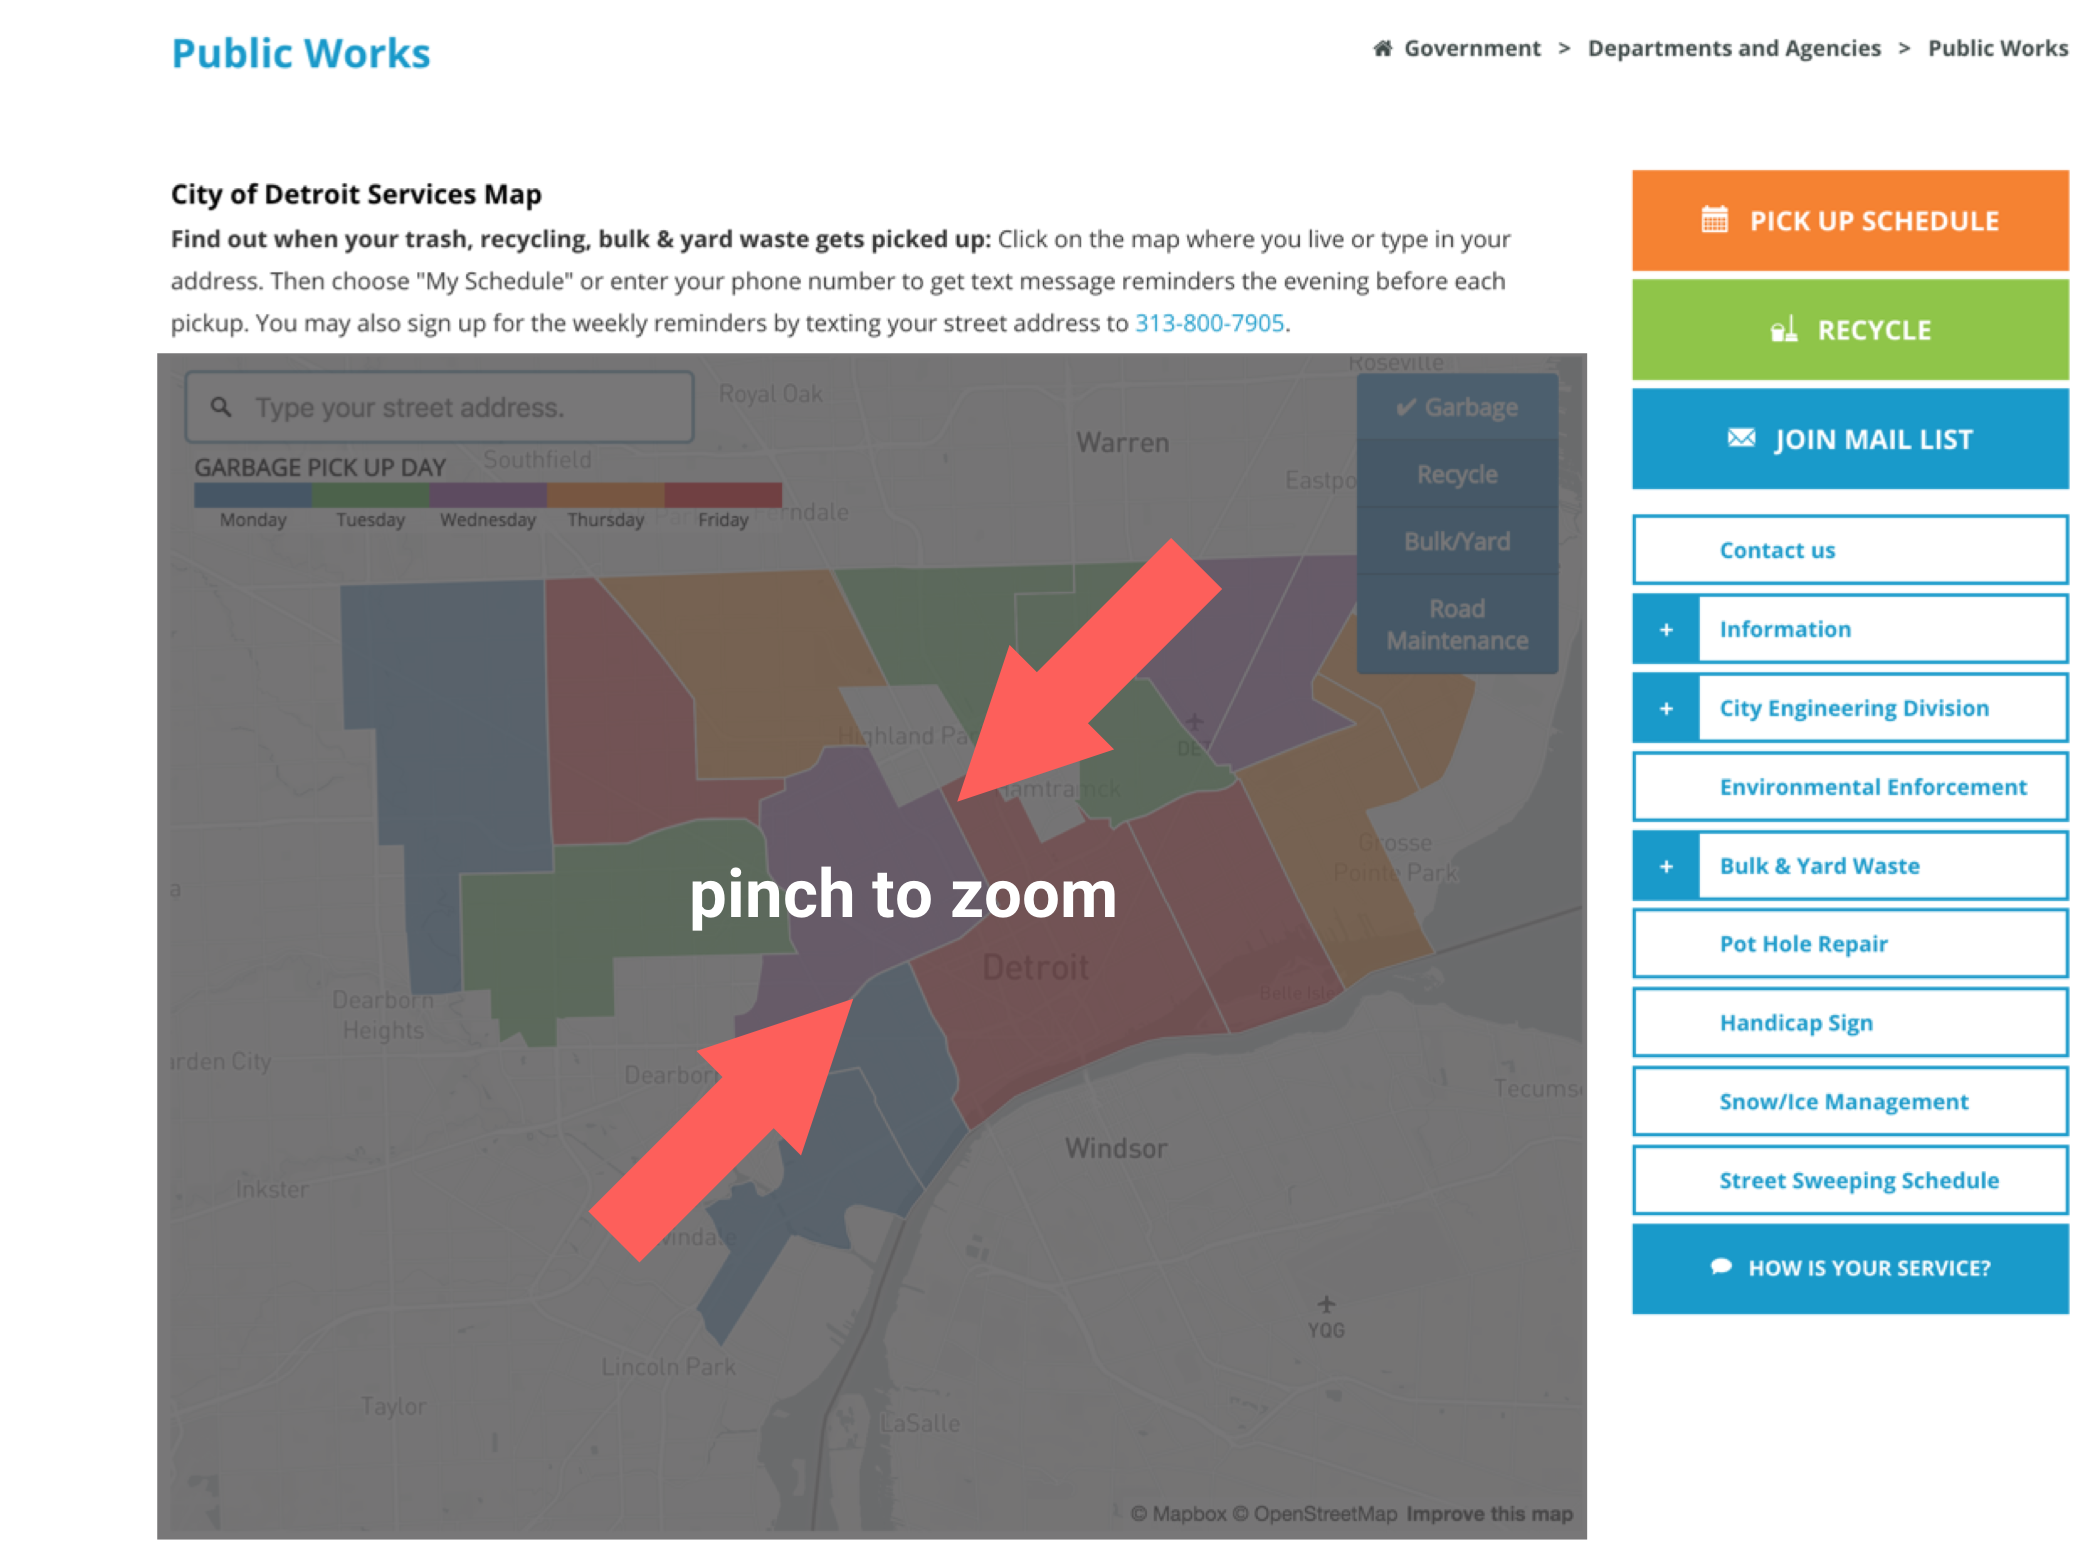 Public Works
Government > Departments and Agencies > Public Works
City of Detroit Services Map
Find out when your trash, recycling, bulk & yard waste gets picked up: Click on the map where you live or type in your
address. Then choose "My Schedule" or enter your phone number to get text message reminders the evening before each
pickup. You may also sign up for the weekly reminders by texting your street address to 313-800-7905.
Type your street address.
GARBAGE PICK UP DAY
Monday Tuesday Wednesday Thursday Friday
✔ Garbage
Recycle
Bulk/Yard
Road
Maintenance
Roseville
Royal Oak
Warren
Southfield
Highland
DET
Hamtramck
Grosse
Pointe Park
pinch to zoom
Detroit
Belle Isle
Dearborn
Heights
Dearborn
Windsor
Inkster
YQG
Lincoln Park
Taylor
LaSalle
© Mapbox © OpenStreetMap Improve this map
PICK UP SCHEDULE
RECYCLE
JOIN MAIL LIST
Contact us
+ Information
+ City Engineering Division
Environmental Enforcement
+ Bulk & Yard Waste
Pot Hole Repair
Handicap Sign
Snow/Ice Management
Street Sweeping Schedule
HOW IS YOUR SERVICE?